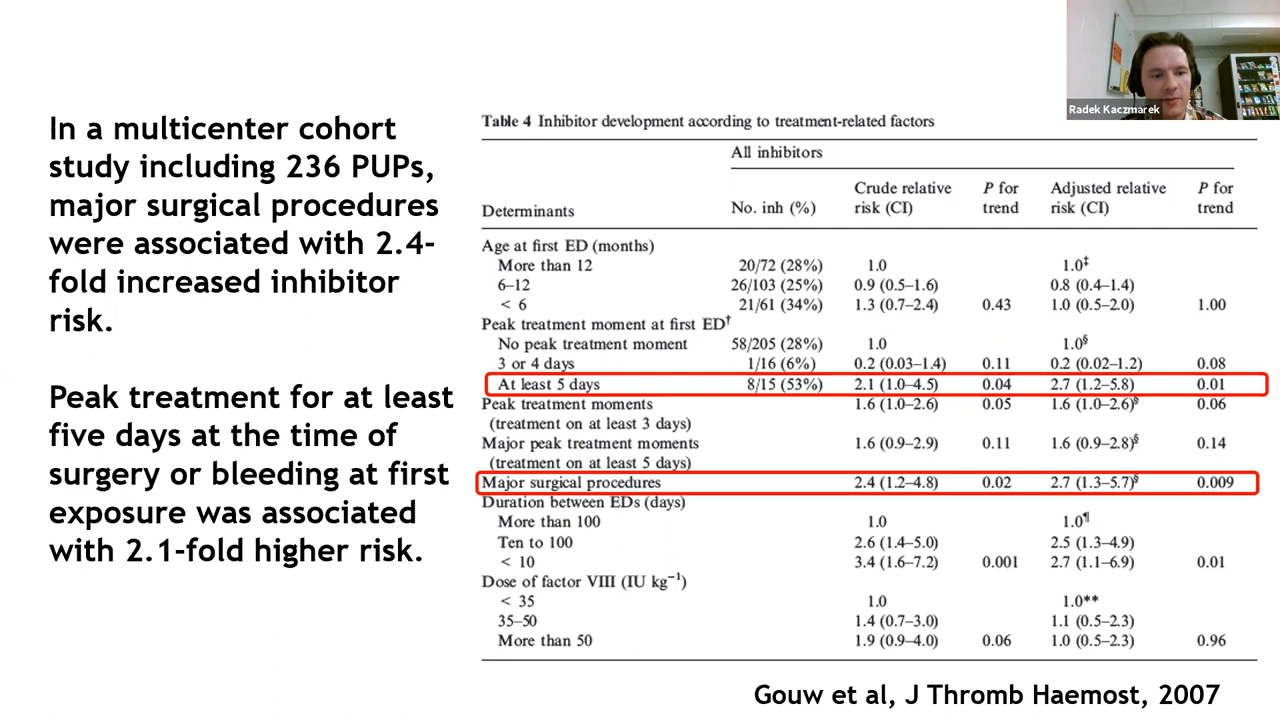 Radek Kaczmarek
In a multicenter cohort
study including 236 PUPs,
major surgical procedures
were associated with 2.4-
fold increased inhibitor
risk.
Peak treatment for at least
five days at the time of
surgery or bleeding at first
exposure was associated
with 2.1-fold higher risk.
Table 4 Inhibitor development according to treatment-related factors
All inhibitors
Determinants No. inh (%) Crude relative risk (CI) P for trend Adjusted relative risk (CI) P for trend
Age at first ED (months)
More than 12 20/72 (28%) 1.0 1.0‡
6–12 26/103 (25%) 0.9 (0.5–1.6) 0.8 (0.4–1.4)
< 6 21/61 (34%) 1.3 (0.7–2.4) 0.43 1.0 (0.5–2.0) 1.00
Peak treatment moment at first ED†
No peak treatment moment 58/205 (28%) 1.0 1.0§
3 or 4 days 1/16 (6%) 0.2 (0.03–1.4) 0.11 0.2 (0.02–1.2) 0.08
At least 5 days 8/15 (53%) 2.1 (1.0–4.5) 0.04 2.7 (1.2–5.8) 0.01
Peak treatment moments 1.6 (1.0–2.6) 0.05 1.6 (1.0–2.6)§ 0.06
(treatment on at least 3 days)
Major peak treatment moments 1.6 (0.9–2.9) 0.11 1.6 (0.9–2.8)§ 0.14
(treatment on at least 5 days)
Major surgical procedures 2.4 (1.2–4.8) 0.02 2.7 (1.3–5.7)§ 0.009
Duration between EDs (days)
More than 100 1.0 1.0¶
Ten to 100 2.6 (1.4–5.0) 2.5 (1.3–4.9)
< 10 3.4 (1.6–7.2) 0.001 2.7 (1.1–6.9) 0.01
Dose of factor VIII (IU kg⁻¹)
< 35 1.0 1.0**
35–50 1.4 (0.7–3.0) 1.1 (0.5–2.3)
More than 50 1.9 (0.9–4.0) 0.06 1.0 (0.5–2.3) 0.96
Gouw et al, J Thromb Haemost, 2007